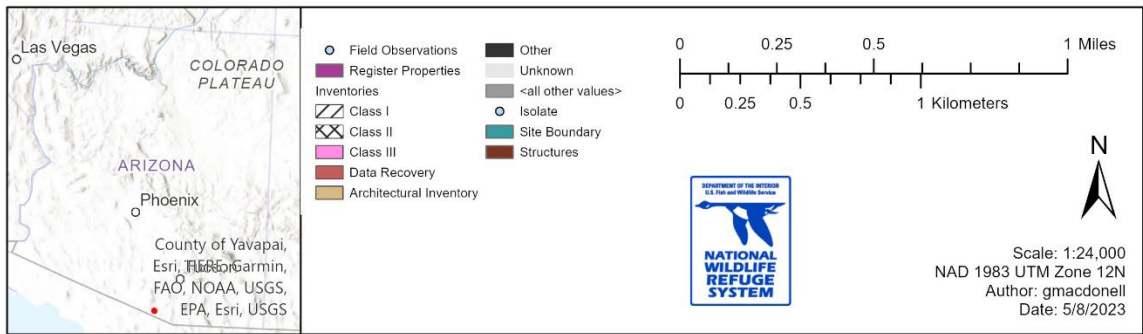 Las Vegas
COLORADO
PLATEAU
ARIZONA
Phoenix
County of Yavapai,
Esri, HERE, Garmin,
Tucson
FAO, NOAA, USGS,
EPA, Esri, USGS
Field Observations
Register Properties
Inventories
Class I
Class II
Class III
Data Recovery
Architectural Inventory
Other
Unknown
<all other values>
Isolate
Site Boundary
Structures
0 0.25 0.5 1 Miles
0 0.25 0.5 1 Kilometers
DEPARTMENT OF THE INTERIOR
U.S. Fish and Wildlife Service
NATIONAL
WILDLIFE
REFUGE
SYSTEM
N
Scale: 1:24,000
NAD 1983 UTM Zone 12N
Author: gmacdonell
Date: 5/8/2023